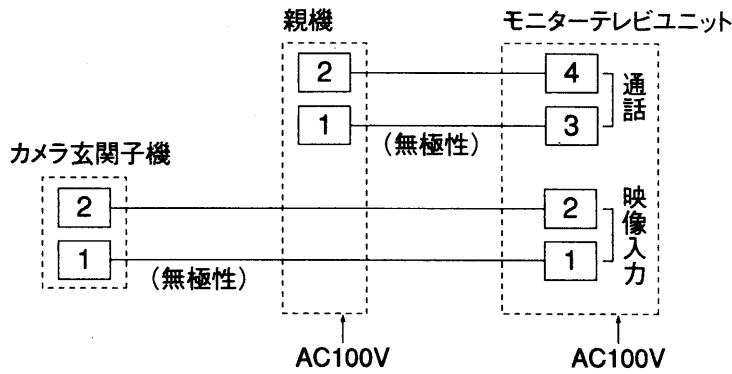 親機
モニターテレビユニット
2
4
通話
1
3
(無極性)
カメラ玄関子機
2
2
映像入力
1
1
(無極性)
AC100V
AC100V